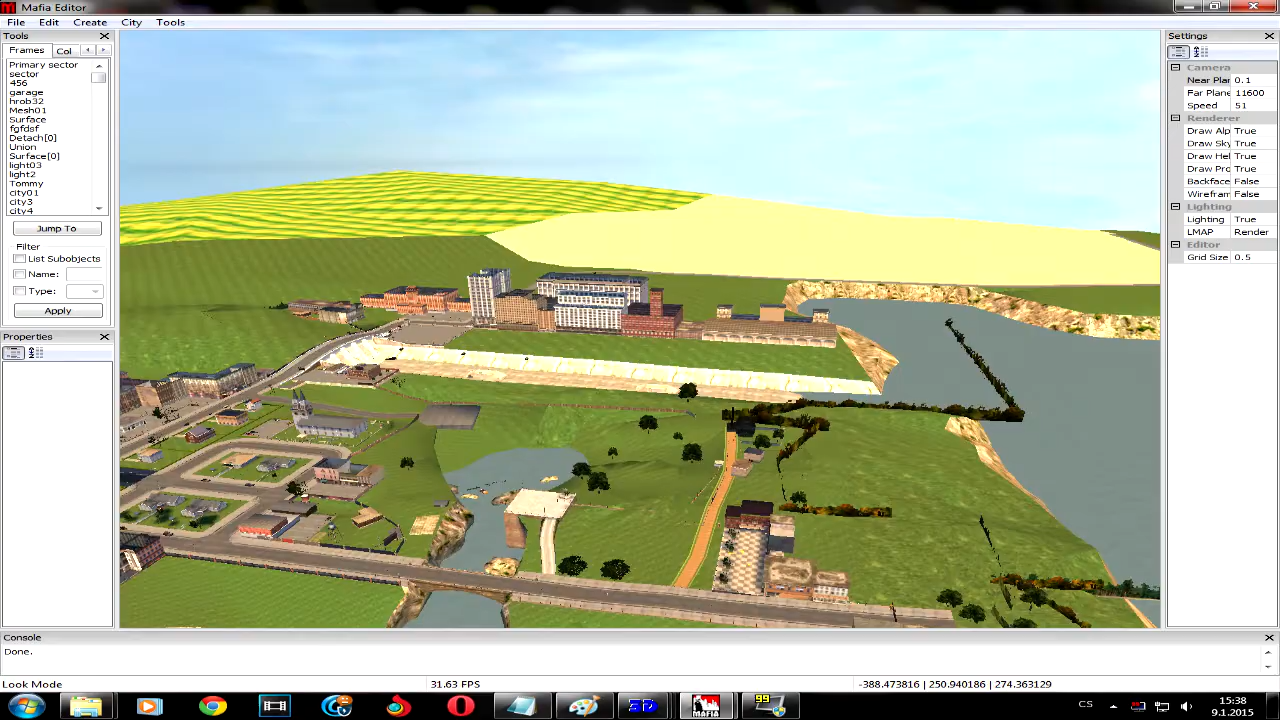 Mafia Editor
File Edit Create City Tools
Tools
Frames Col
Primary sector
sector
456
garage
hrob32
Mesh01
Surface
fgfdsf
Detach[0]
Union
Surface[0]
light03
light2
Tommy
city01
city3
city4
Jump To
Filter
List Subobjects
Name:
Type:
Apply
Properties
Settings
Camera
Near Plar 0.1
Far Plane 11600
Speed 51
Renderer
Draw Alp True
Draw Sky True
Draw Hel True
Draw Pro True
Backface False
Wirefram False
Lighting
Lighting True
LMAP Render
Editor
Grid Size 0.5
Console
Done.
Look Mode 31.63 FPS -388.473816 | 250.940186 | 274.363129
3D
MAFIA
99
CS
15:38
9.1.2015